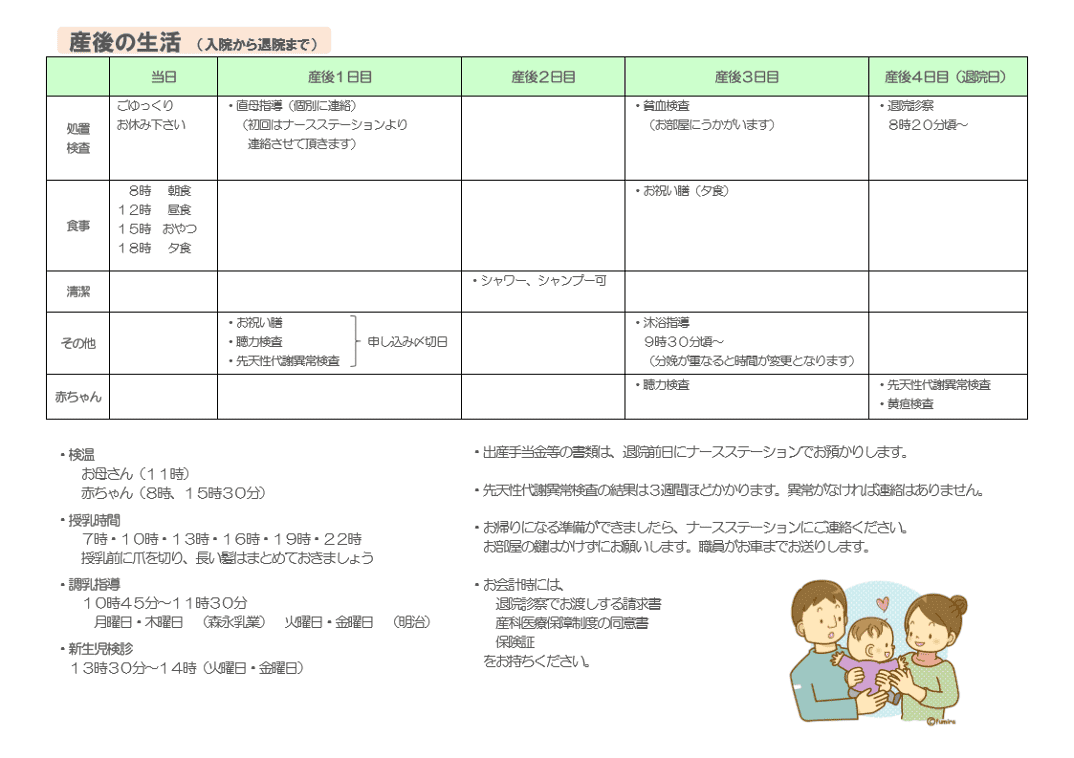 産後の生活 （入院から退院まで）
当日 産後１日目 産後２日目 産後３日目 産後４日目（退院日）
処置
検査
ごゆっくり
お休み下さい
・直母指導（個別に連絡）
（初回はナースステーションより
連絡させて頂きます）
・貧血検査
（お部屋にうかがいます）
・退院診察
８時２０分頃～
食事
８時 朝食
１２時 昼食
１５時 おやつ
１８時 夕食
・お祝い膳（夕食）
清潔
・シャワー、シャンプー可
その他
・お祝い膳
・聴力検査
・先天性代謝異常検査
申し込み〆切日
・沐浴指導
９時３０分頃～
（分娩が重なると時間が変更となります）
赤ちゃん
・聴力検査
・先天性代謝異常検査
・黄疸検査
・検温
お母さん（１１時）
赤ちゃん（８時、１５時３０分）
・授乳時間
７時・１０時・１３時・１６時・１９時・２２時
授乳前に爪を切り、長い髪はまとめておきましょう
・調乳指導
１０時４５分～１１時３０分
月曜日・木曜日 （森永乳業） 火曜日・金曜日 （明治）
・新生児検診
１３時３０分～１４時（火曜日・金曜日）
・出産手当金等の書類は、退院前日にナースステーションでお預かりします。
・先天性代謝異常検査の結果は３週間ほどかかります。異常がなければ連絡はありません。
・お帰りになる準備ができましたら、ナースステーションにご連絡ください。
お部屋の鍵はかけずにお願いします。職員がお車までお送りします。
・お会計時には、
退院診察でお渡しする請求書
産科医療保障制度の同意書
保険証
をお持ちください。
©fumira